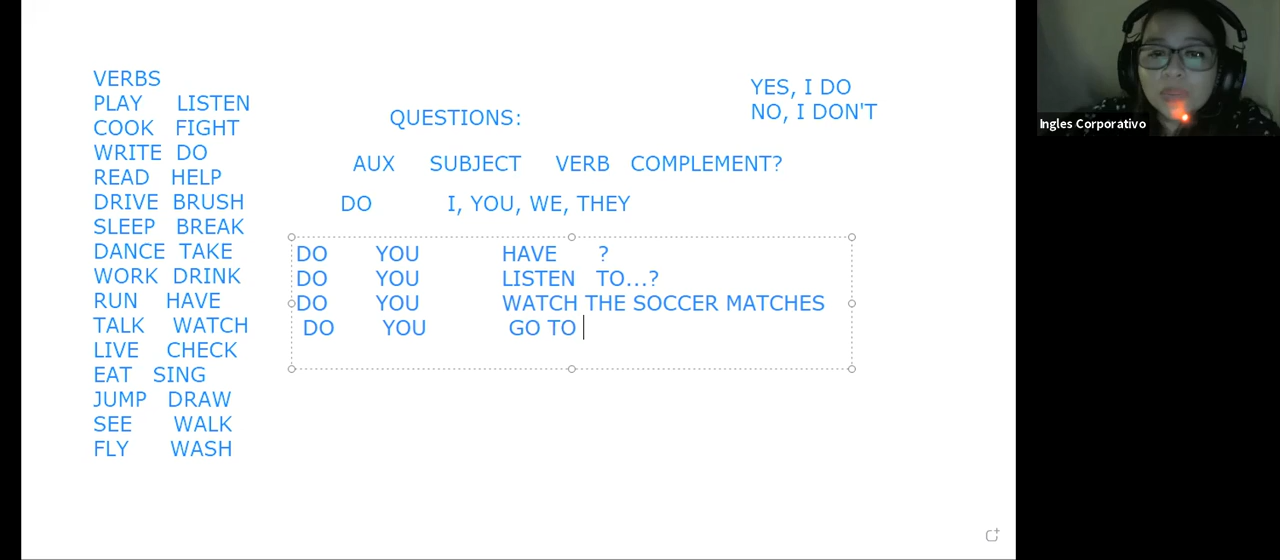 VERBS
PLAY LISTEN
COOK FIGHT
WRITE DO
READ HELP
DRIVE BRUSH
SLEEP BREAK
DANCE TAKE
WORK DRINK
RUN HAVE
TALK WATCH
LIVE CHECK
EAT SING
JUMP DRAW
SEE WALK
FLY WASH
QUESTIONS:
YES, I DO
NO, I DON'T
AUX SUBJECT VERB COMPLEMENT?
DO I, YOU, WE, THEY
DO YOU HAVE ?
DO YOU LISTEN TO...?
DO YOU WATCH THE SOCCER MATCHES
DO YOU GO TO
Ingles Corporativo